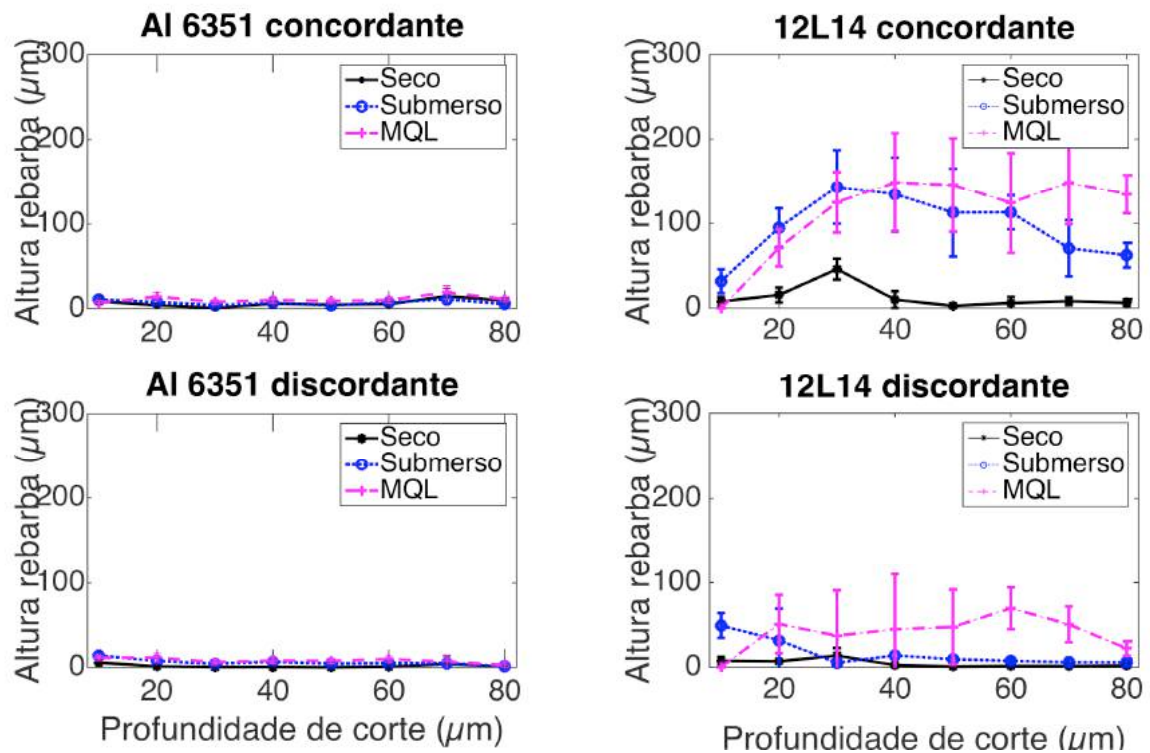 Al 6351 concordante
Altura rebarba (µm)
300
200
100
0
20
40
60
80
Seco
Submerso
MQL
12L14 concordante
Altura rebarba (µm)
300
200
100
0
20
40
60
80
Seco
Submerso
MQL
Al 6351 discordante
Altura rebarba (µm)
300
200
100
0
20
40
60
80
Seco
Submerso
MQL
Profundidade de corte (µm)
12L14 discordante
Altura rebarba (µm)
300
200
100
0
20
40
60
80
Seco
Submerso
MQL
Profundidade de corte (µm)